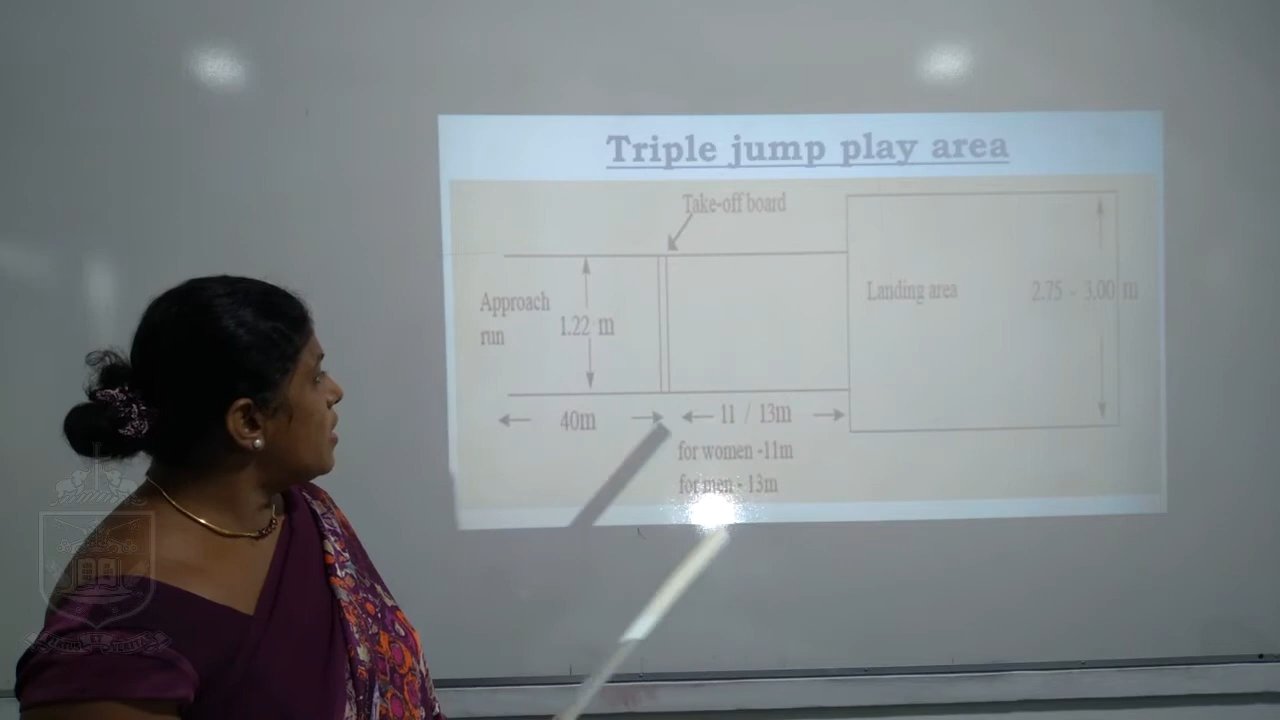 Triple jump play area
Take-off board
Approach
run
1.22 m
Landing area
2.75 - 3.00 m
40m
11 / 13m
for women -11m
for men - 13m
VERITAS